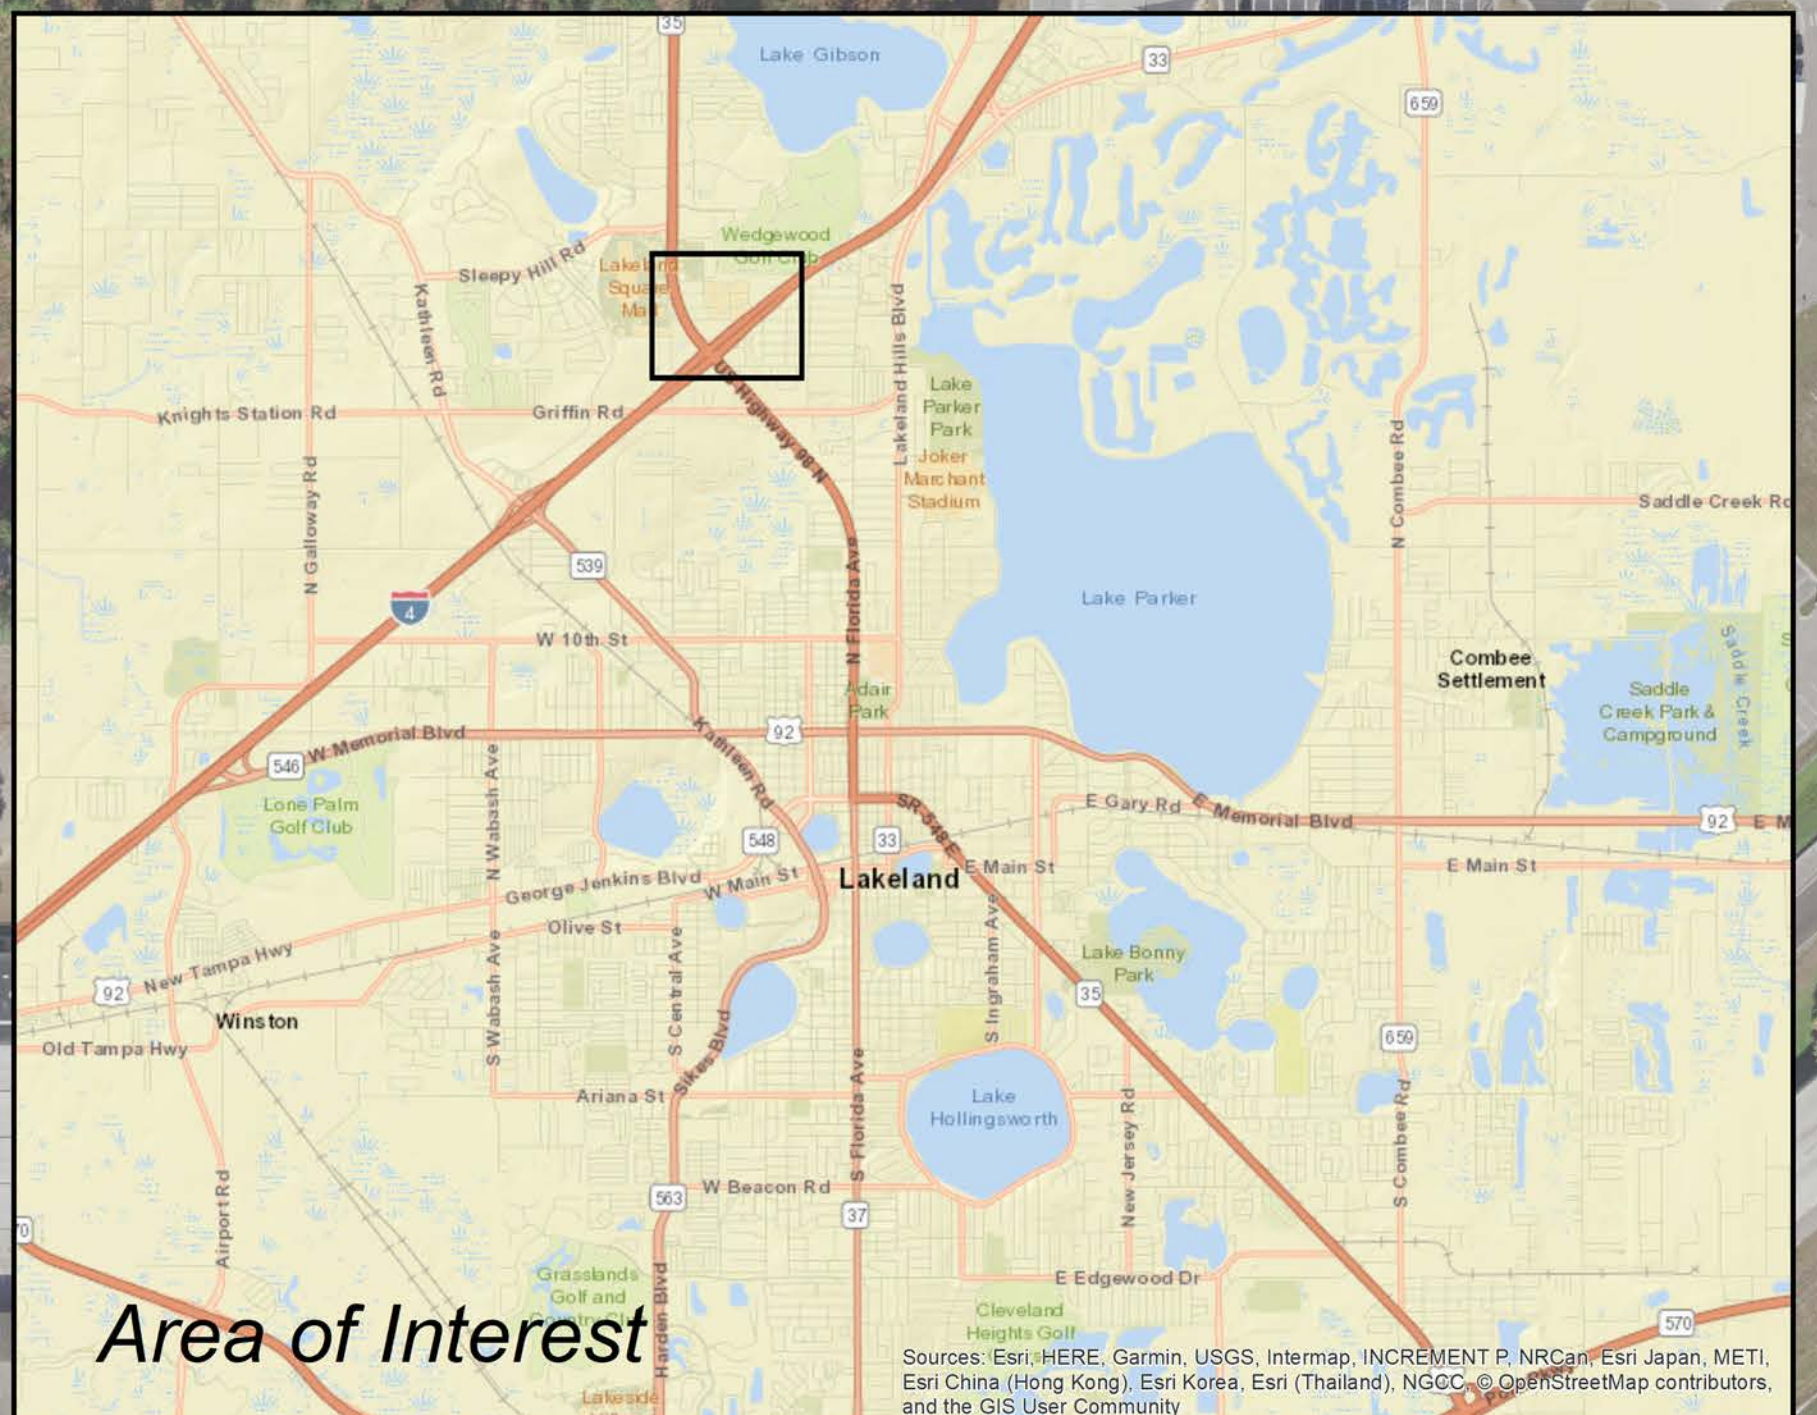 35
Lake Gibson
33
659
Wedgewood
Golf Club
Sleepy Hill Rd
Lakeland
Square
Mall
Kathleen Rd
Lakeland Hills Blvd
US Highway 98 N
Lake
Parker
Park
Knights Station Rd
Griffin Rd
Joker
Marchant
Stadium
N Combee Rd
Saddle Creek Rd
N Galloway Rd
539
4
N Florida Ave
Lake Parker
W 10th St
Combee
Settlement
Saddle
Creek Park &
Campground
Saddle Creek
S
Adair
Park
92
W Memorial Blvd
546
Kathleen Rd
Lone Palm
Golf Club
N Wabash Ave
E Gary Rd
E Memorial Blvd
92
E M
SR-548 E
548
33
E Main St
E Main St
Lakeland
George Jenkins Blvd
W Main St
Olive St
S Ingraham Ave
Lake Bonny
Park
New Tampa Hwy
92
S Wabash Ave
S Central Ave
35
Winston
Old Tampa Hwy
Sikes Blvd
659
S Florida Ave
Ariana St
Lake
Hollingsworth
New Jersey Rd
S Combee Rd
Airport Rd
W Beacon Rd
563
37
70
E Edgewood Dr
Grasslands
Golf and
Country Club
Harden Blvd
Cleveland
Heights Golf
570
Area of Interest
Lakeside
Polk Pkwy
Sources: Esri, HERE, Garmin, USGS, Intermap, INCREMENT P, NRCan, Esri Japan, METI,
Esri China (Hong Kong), Esri Korea, Esri (Thailand), NGCC, © OpenStreetMap contributors,
and the GIS User Community